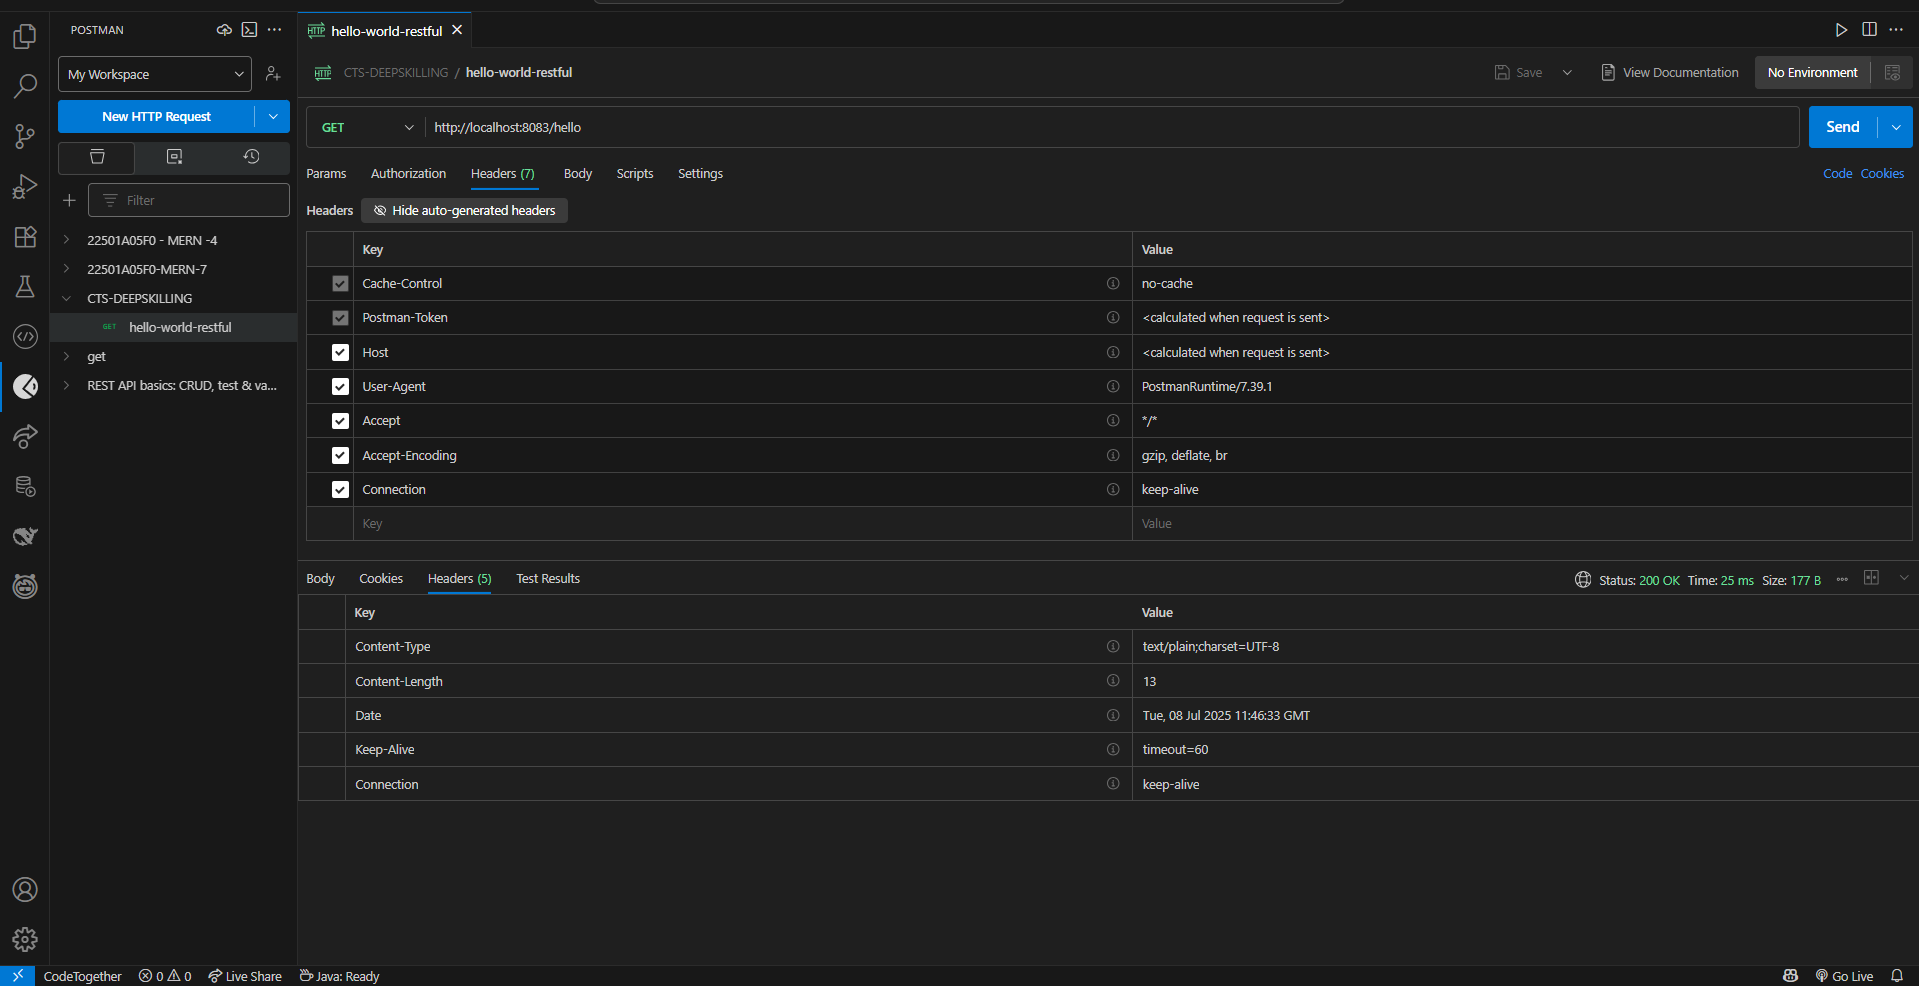 POSTMAN
My Workspace
New HTTP Request
Filter
22501A05F0 - MERN -4
22501A05F0-MERN-7
CTS-DEEPSKILLING
GET hello-world-restful
get
REST API basics: CRUD, test & va...
HTTP hello-world-restful
HTTP CTS-DEEPSKILLING / hello-world-restful
Save View Documentation No Environment
GET http://localhost:8083/hello Send
Params Authorization Headers (7) Body Scripts Settings Code Cookies
Headers Hide auto-generated headers
Key Value
Cache-Control no-cache
Postman-Token <calculated when request is sent>
Host <calculated when request is sent>
User-Agent PostmanRuntime/7.39.1
Accept */*
Accept-Encoding gzip, deflate, br
Connection keep-alive
Key Value
Body Cookies Headers (5) Test Results Status: 200 OK Time: 25 ms Size: 177 B
Key Value
Content-Type text/plain;charset=UTF-8
Content-Length 13
Date Tue, 08 Jul 2025 11:46:33 GMT
Keep-Alive timeout=60
Connection keep-alive
CodeTogether 0 0 Live Share Java: Ready Go Live